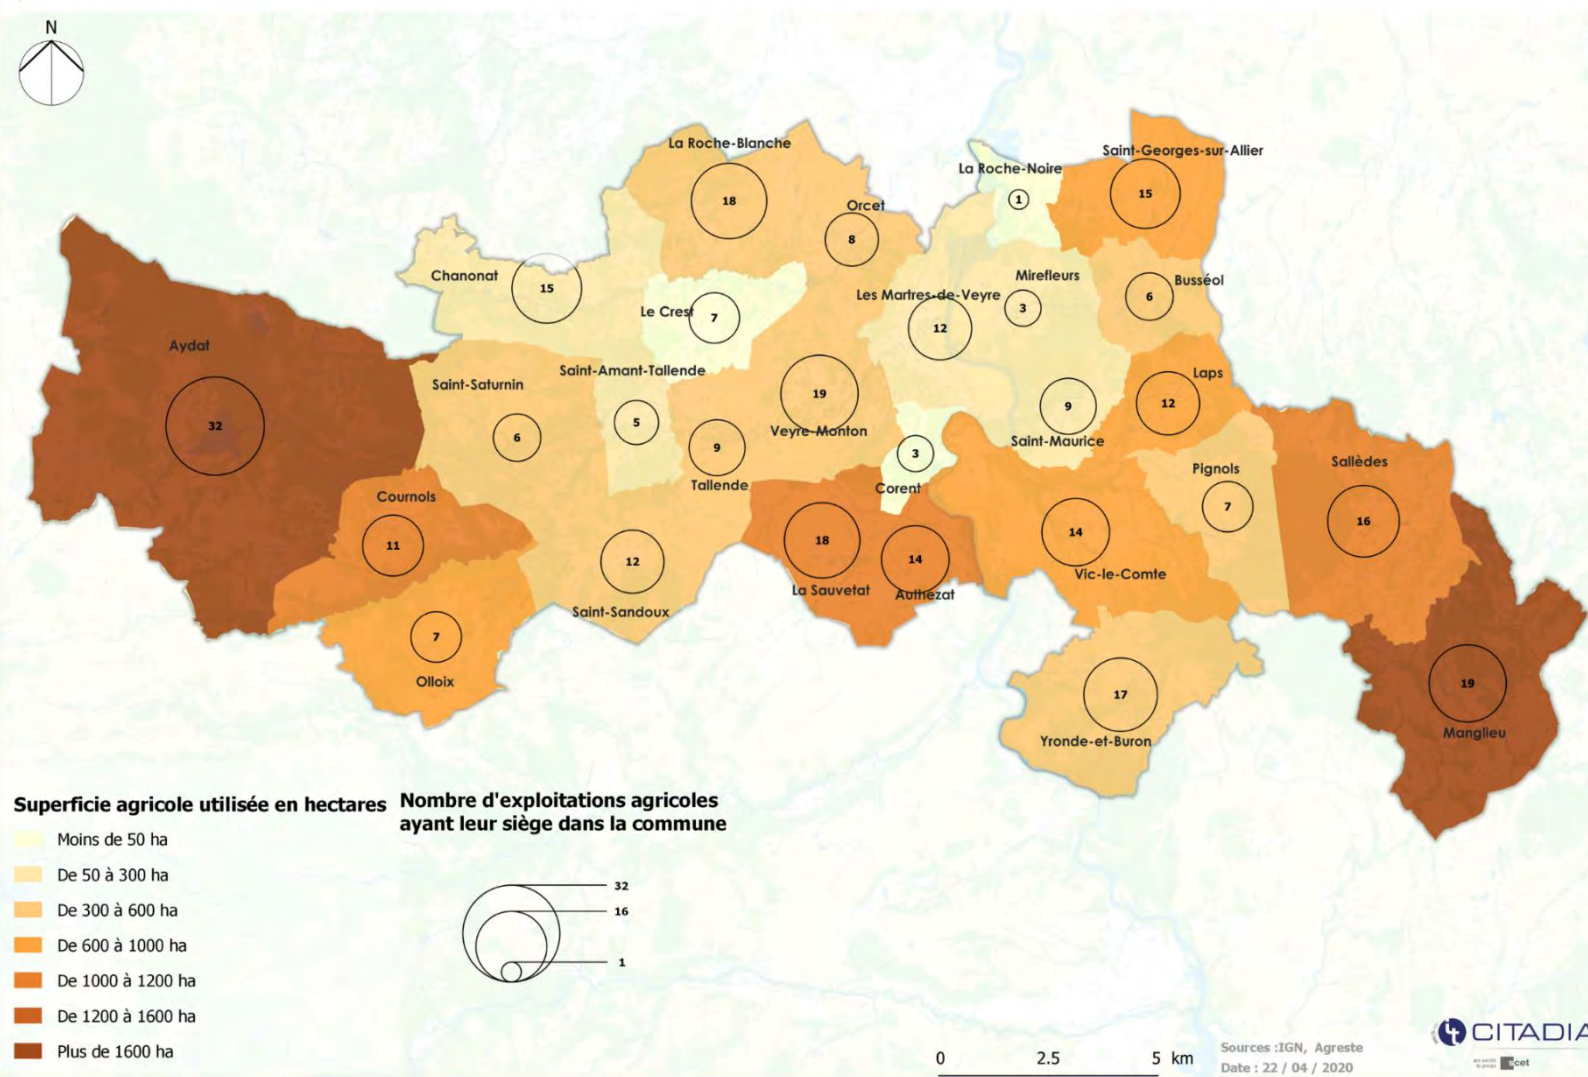 N
La Roche-Blanche
18
Orcet
8
La Roche-Noire
1
Saint-Georges-sur-Allier
15
Chanonat
15
Le Crest
7
Les Martres-de-Veyre
12
Mirefleurs
3
Busséol
6
Aydat
32
Saint-Saturnin
6
Saint-Amant-Tallende
5
19
Veyre-Monton
9
Tallende
3
Corent
9
Saint-Maurice
Laps
12
Pignols
7
Sallèdes
16
Cournols
11
12
Saint-Sandoux
18
La Sauvetat
14
Authezat
14
Vic-le-Comte
7
Olloix
17
Yronde-et-Buron
19
Manglieu
Superficie agricole utilisée en hectares
Moins de 50 ha
De 50 à 300 ha
De 300 à 600 ha
De 600 à 1000 ha
De 1000 à 1200 ha
De 1200 à 1600 ha
Plus de 1600 ha
Nombre d'exploitations agricoles
ayant leur siège dans la commune
32
16
1
0 2.5 5 km
Sources :IGN, Agreste
Date : 22 / 04 / 2020
CITADIA
scet